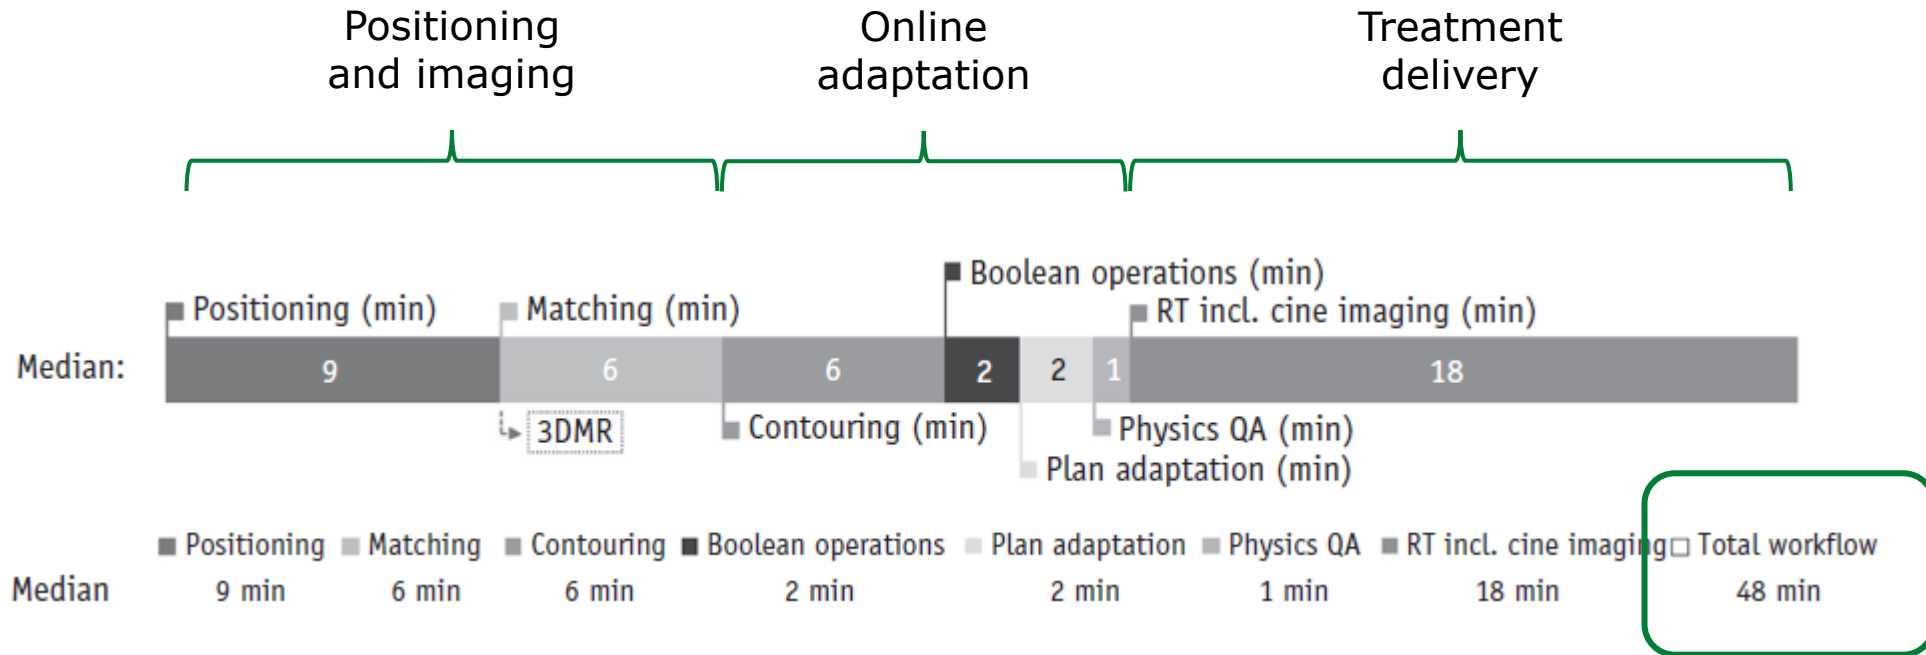 Positioning
and imaging
Online
adaptation
Treatment
delivery
Boolean operations (min)
Positioning (min)
Matching (min)
RT incl. cine imaging (min)
Median:
9
6
6
2
2
1
18
3DMR
Contouring (min)
Physics QA (min)
Plan adaptation (min)
Positioning Matching Contouring Boolean operations Plan adaptation Physics QA RT incl. cine imaging Total workflow
Median 9 min 6 min 6 min 2 min 2 min 1 min 18 min 48 min